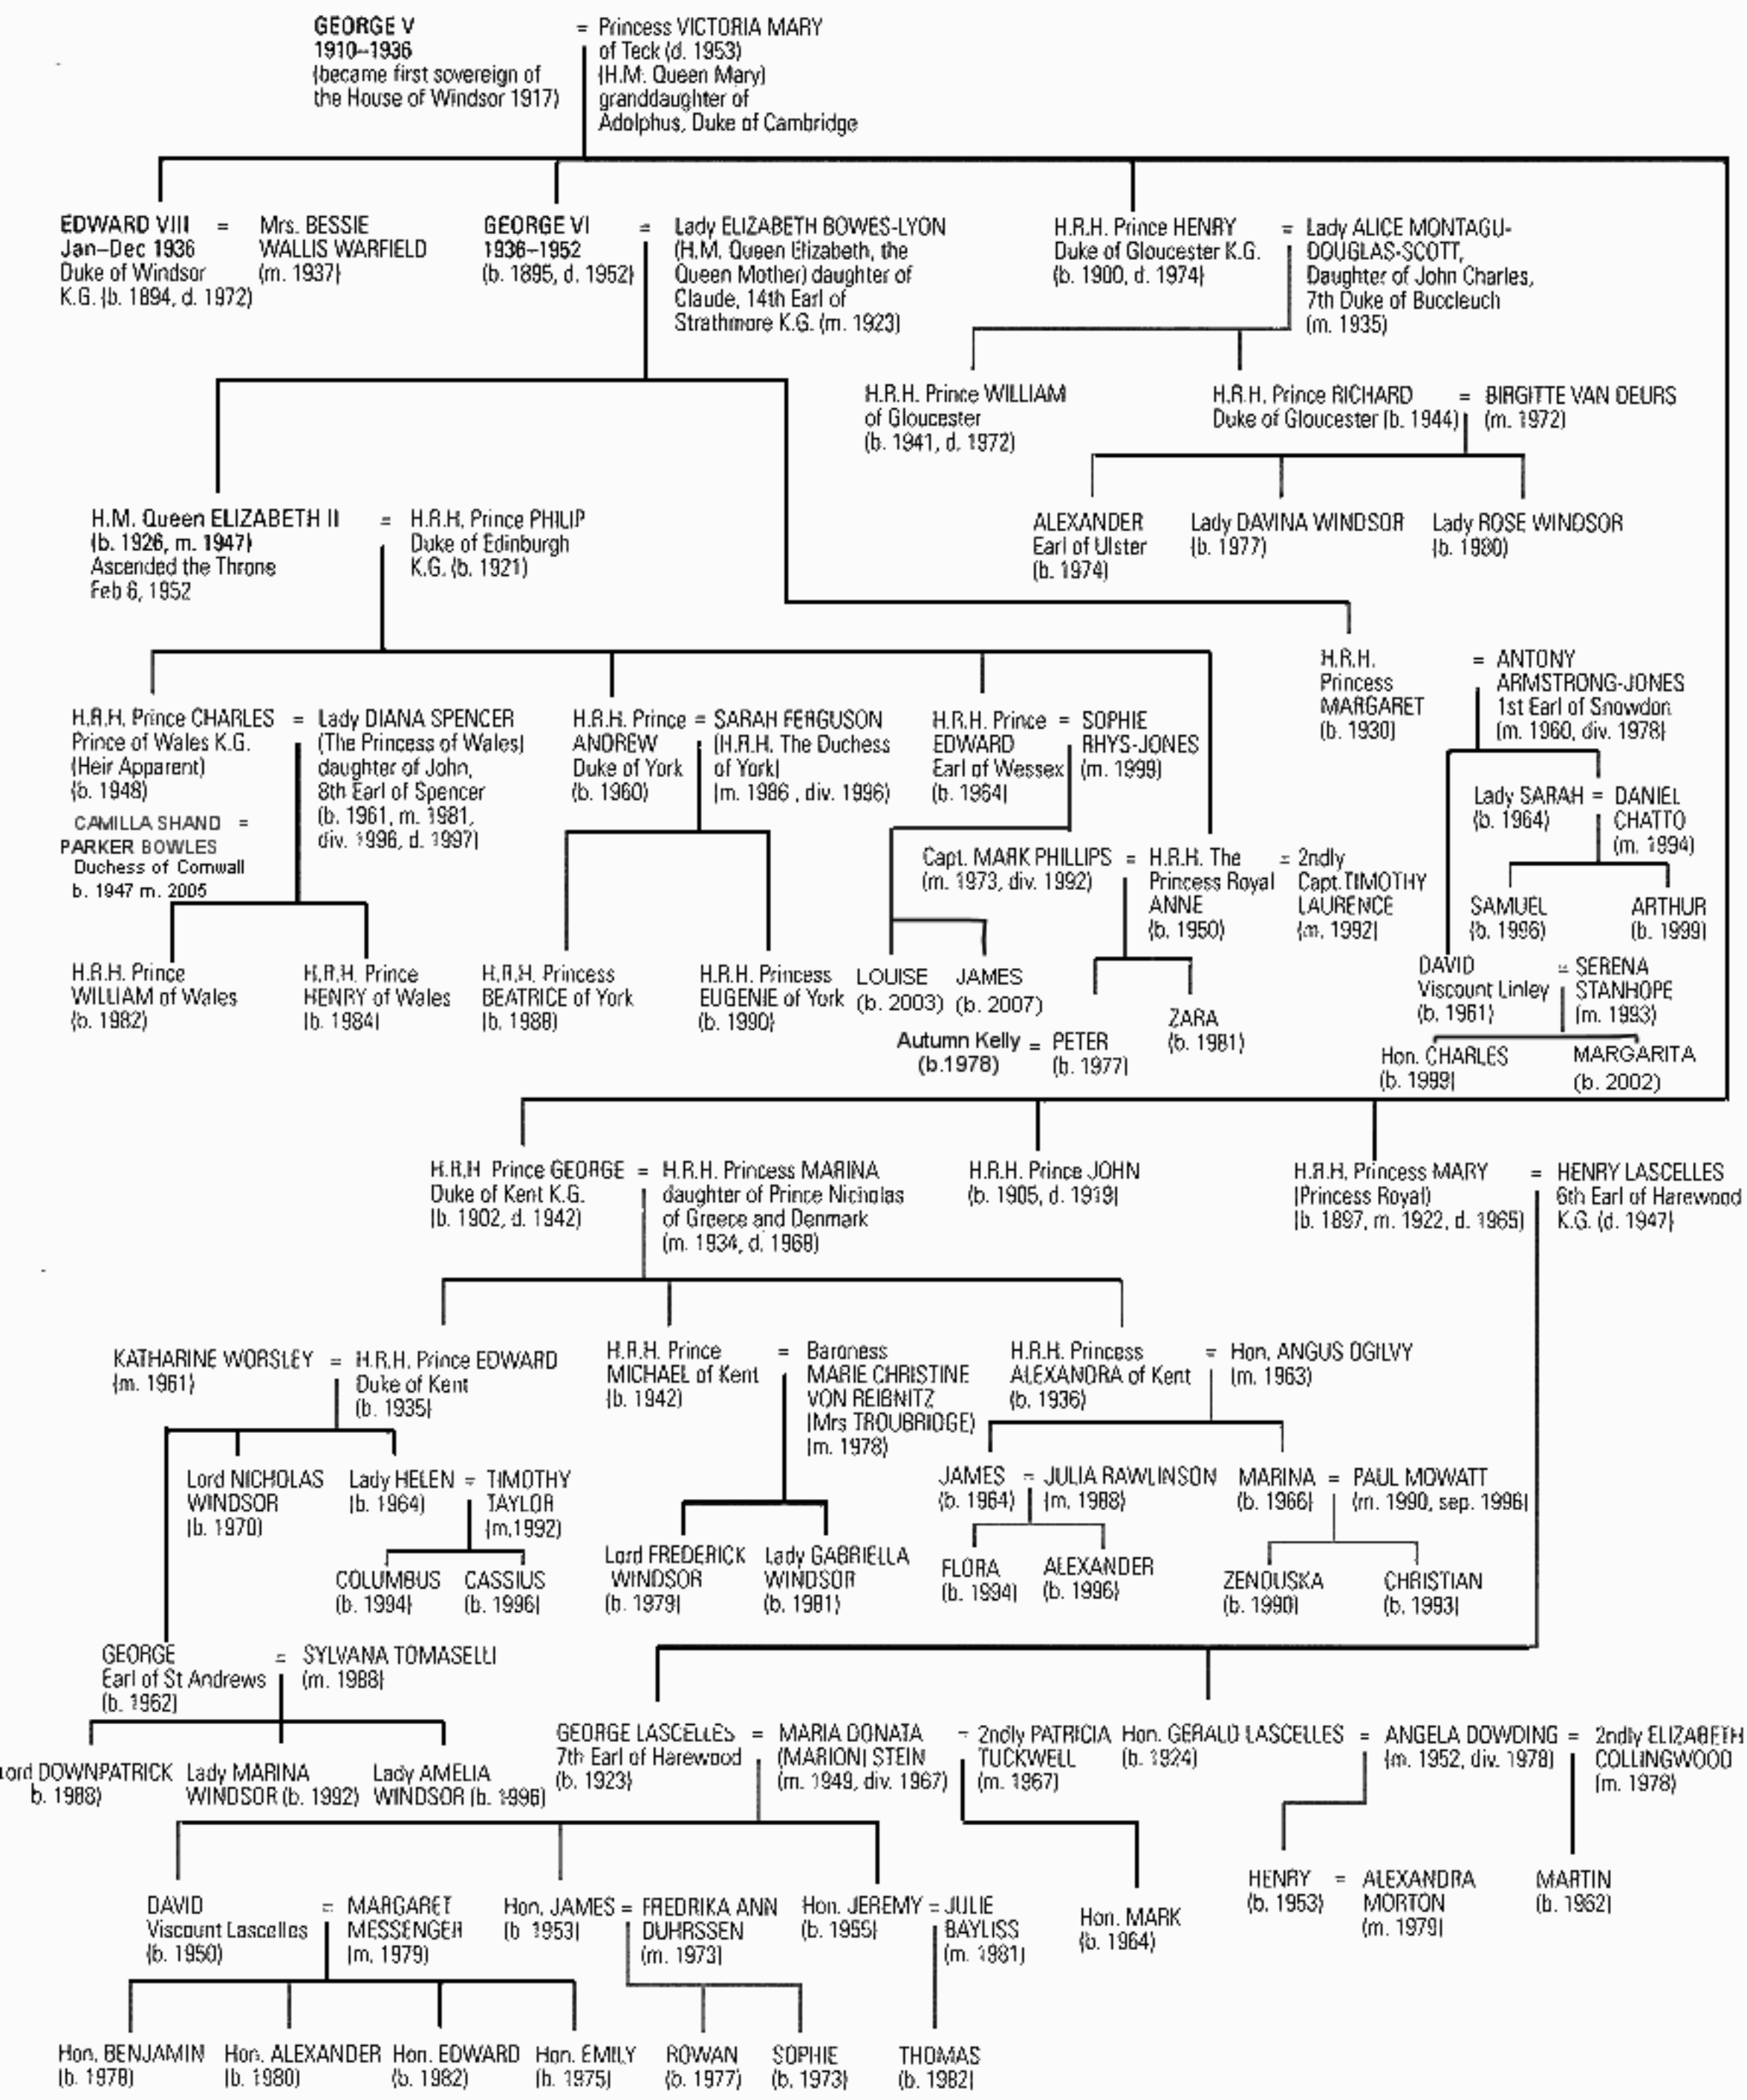 GEORGE V
1910–1936
(became first sovereign of
the House of Windsor 1917)
= Princess VICTORIA MARY
of Teck (d. 1953)
(H.M. Queen Mary)
granddaughter of
Adolphus, Duke of Cambridge
EDWARD VIII =
Jan–Dec 1936
Duke of Windsor
K.G. (b. 1894, d. 1972)
Mrs. BESSIE
WALLIS WARFIELD
(m. 1937)
GEORGE VI =
1936–1952
(b. 1895, d. 1952)
Lady ELIZABETH BOWES-LYON
(H.M. Queen Elizabeth, the
Queen Mother) daughter of
Claude, 14th Earl of
Strathmore K.G. (m. 1923)
H.R.H. Prince HENRY =
Duke of Gloucester K.G.
(b. 1900, d. 1974)
Lady ALICE MONTAGU-
DOUGLAS-SCOTT,
Daughter of John Charles,
7th Duke of Buccleuch
(m. 1935)
H.R.H. Prince WILLIAM
of Gloucester
(b. 1941, d. 1972)
H.R.H. Prince RICHARD =
Duke of Gloucester (b. 1944)
BIRGITTE VAN DEURS
(m. 1972)
ALEXANDER
Earl of Ulster
(b. 1974)
Lady DAVINA WINDSOR
(b. 1977)
Lady ROSE WINDSOR
(b. 1980)
H.M. Queen ELIZABETH II =
(b. 1926, m. 1947)
Ascended the Throne
Feb 6, 1952
H.R.H. Prince PHILIP
Duke of Edinburgh
K.G. (b. 1921)
H.R.H.
Princess
MARGARET
(b. 1930)
= ANTONY
ARMSTRONG-JONES
1st Earl of Snowdon
(m. 1960, div. 1978)
H.R.H. Prince CHARLES =
Prince of Wales K.G.
(Heir Apparent)
(b. 1948)
CAMILLA SHAND =
PARKER BOWLES
Duchess of Cornwall
b. 1947 m. 2005
Lady DIANA SPENCER
(The Princess of Wales)
daughter of John,
8th Earl of Spencer
(b. 1961, m. 1981,
div. 1996, d. 1997)
H.R.H. Prince =
ANDREW
Duke of York
(b. 1960)
SARAH FERGUSON
(H.R.H. The Duchess
of York)
(m. 1986 , div. 1996)
H.R.H. Prince =
EDWARD
Earl of Wessex
(b. 1964)
SOPHIE
RHYS-JONES
(m. 1999)
Lady SARAH =
(b. 1964)
DANIEL
CHATTO
(m. 1994)
Capt. MARK PHILLIPS =
(m. 1973, div. 1992)
H.R.H. The
Princess Royal
ANNE
(b. 1950)
= 2ndly
Capt. TIMOTHY
LAURENCE
(m. 1992)
SAMUEL
(b. 1996)
ARTHUR
(b. 1999)
H.R.H. Prince
WILLIAM of Wales
(b. 1982)
H.R.H. Prince
HENRY of Wales
(b. 1984)
H.R.H. Princess
BEATRICE of York
(b. 1988)
H.R.H. Princess
EUGENIE of York
(b. 1990)
LOUISE
(b. 2003)
JAMES
(b. 2007)
Autumn Kelly =
(b.1978)
PETER
(b. 1977)
ZARA
(b. 1981)
DAVID =
Viscount Linley
(b. 1961)
SERENA
STANHOPE
(m. 1993)
Hon. CHARLES
(b. 1999)
MARGARITA
(b. 2002)
H.R.H Prince GEORGE =
Duke of Kent K.G.
(b. 1902, d. 1942)
H.R.H. Princess MARINA
daughter of Prince Nicholas
of Greece and Denmark
(m. 1934, d. 1968)
H.R.H. Prince JOHN
(b. 1905, d. 1919)
H.R.H. Princess MARY =
(Princess Royal)
(b. 1897, m. 1922, d. 1965)
HENRY LASCELLES
6th Earl of Harewood
K.G. (d. 1947)
KATHARINE WORSLEY =
(m. 1961)
H.R.H. Prince EDWARD
Duke of Kent
(b. 1935)
H.R.H. Prince =
MICHAEL of Kent
(b. 1942)
Baroness
MARIE CHRISTINE
VON REIBNITZ
(Mrs TROUBRIDGE)
(m. 1978)
H.R.H. Princess =
ALEXANDRA of Kent
(b. 1936)
Hon. ANGUS OGILVY
(m. 1963)
Lord NICHOLAS
WINDSOR
(b. 1970)
Lady HELEN =
(b. 1964)
TIMOTHY
TAYLOR
(m.1992)
JAMES =
(b. 1964)
JULIA RAWLINSON
(m. 1988)
MARINA =
(b. 1966)
PAUL MOWATT
(m. 1990, sep. 1996)
COLUMBUS
(b. 1994)
CASSIUS
(b. 1996)
Lord FREDERICK
WINDSOR
(b. 1979)
Lady GABRIELLA
WINDSOR
(b. 1981)
FLORA
(b. 1994)
ALEXANDER
(b. 1996)
ZENOUSKA
(b. 1990)
CHRISTIAN
(b. 1993)
GEORGE =
Earl of St Andrews
(b. 1962)
SYLVANA TOMASELLI
(m. 1988)
Lord DOWNPATRICK
b. 1988)
Lady MARINA
WINDSOR (b. 1992)
Lady AMELIA
WINDSOR (b. 1996)
GEORGE LASCELLES =
7th Earl of Harewood
(b. 1923)
MARIA DONATA
(MARION) STEIN
(m. 1949, div. 1967)
= 2ndly PATRICIA
TUCKWELL
(m. 1967)
Hon. GERALD LASCELLES =
(b. 1924)
ANGELA DOWDING =
(m. 1952, div. 1978)
2ndly ELIZABETH
COLLINGWOOD
(m. 1978)
DAVID =
Viscount Lascelles
(b. 1950)
MARGARET
MESSENGER
(m. 1979)
Hon. JAMES =
(b 1953)
FREDRIKA ANN
DUHRSSEN
(m. 1973)
Hon. JEREMY =
(b. 1955)
JULIE
BAYLISS
(m. 1981)
Hon. MARK
(b. 1964)
HENRY =
(b. 1953)
ALEXANDRA
MORTON
(m. 1979)
MARTIN
(b. 1962)
Hon. BENJAMIN
(b. 1978)
Hon. ALEXANDER
(b. 1980)
Hon. EDWARD
(b. 1982)
Hon. EMILY
(b. 1975)
ROWAN
(b. 1977)
SOPHIE
(b. 1973)
THOMAS
(b. 1982)